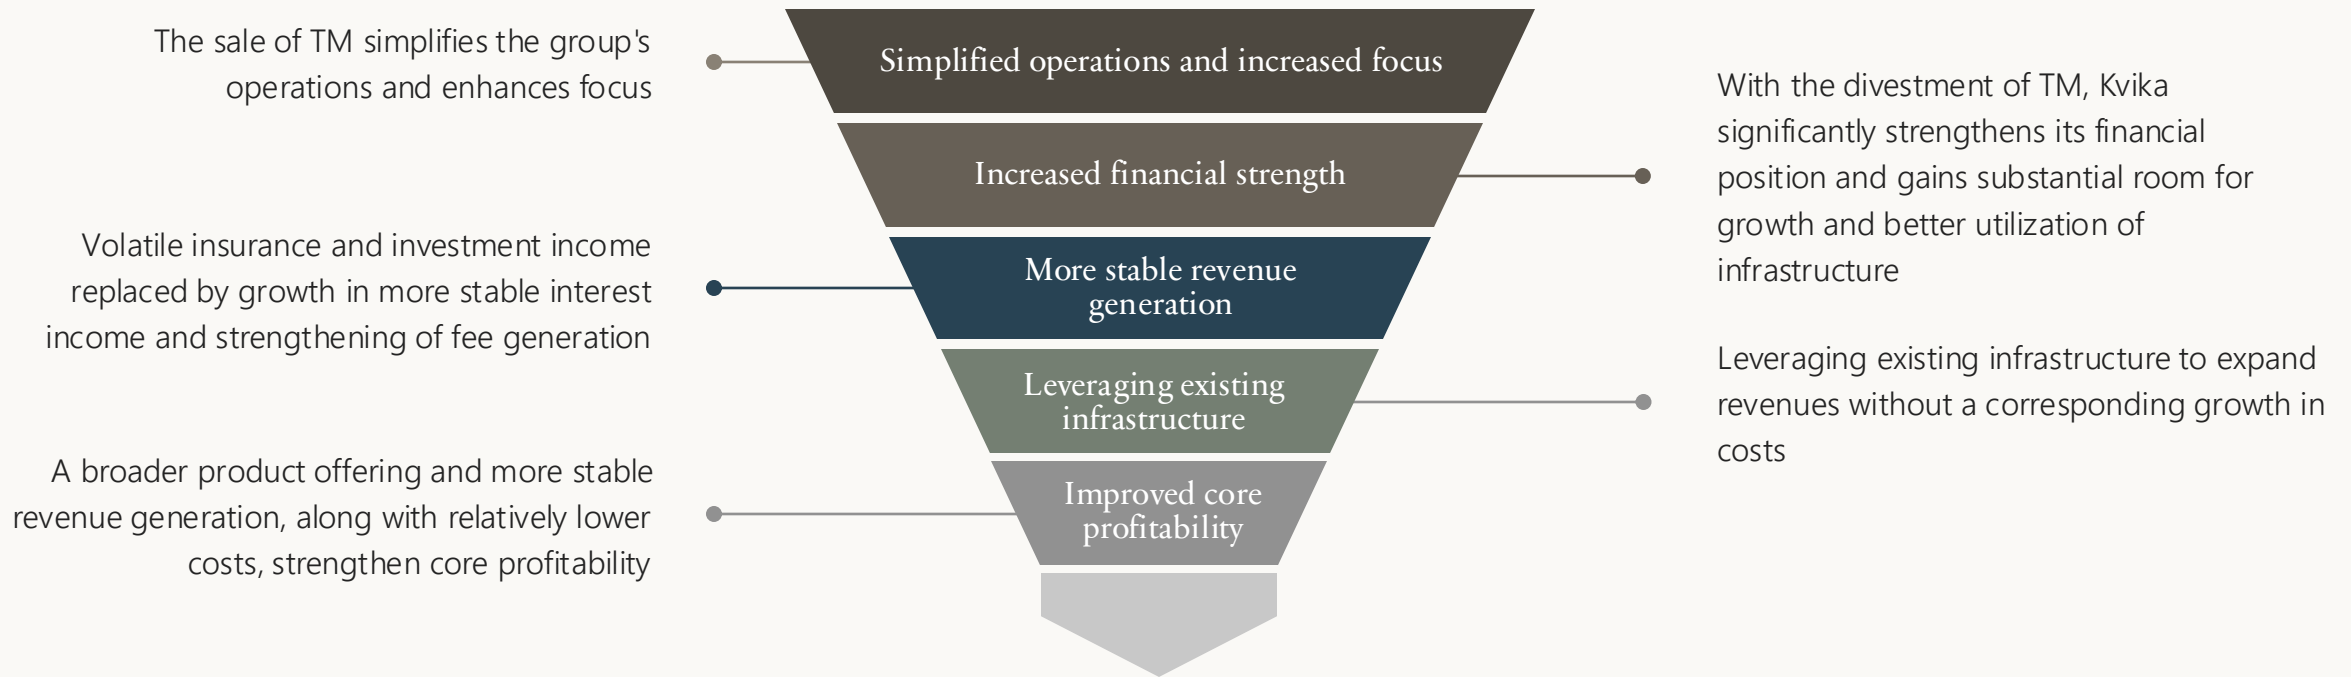 The sale of TM simplifies the group's
operations and enhances focus
Simplified operations and increased focus
Increased financial strength
With the divestment of TM, Kvika
significantly strengthens its financial
position and gains substantial room for
growth and better utilization of
infrastructure
Volatile insurance and investment income
replaced by growth in more stable interest
income and strengthening of fee generation
More stable revenue
generation
Leveraging existing
infrastructure
Leveraging existing infrastructure to expand
revenues without a corresponding growth in
costs
A broader product offering and more stable
revenue generation, along with relatively lower
costs, strengthen core profitability
Improved core
profitability